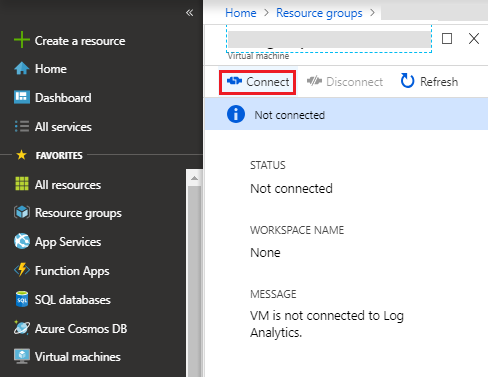 «
Create a resource
Home
Dashboard
All services
FAVORITES
All resources
Resource groups
App Services
Function Apps
SQL databases
Azure Cosmos DB
Virtual machines
Home > Resource groups >
Virtual machine
Connect Disconnect Refresh
Not connected
STATUS
Not connected
WORKSPACE NAME
None
MESSAGE
VM is not connected to Log
Analytics.